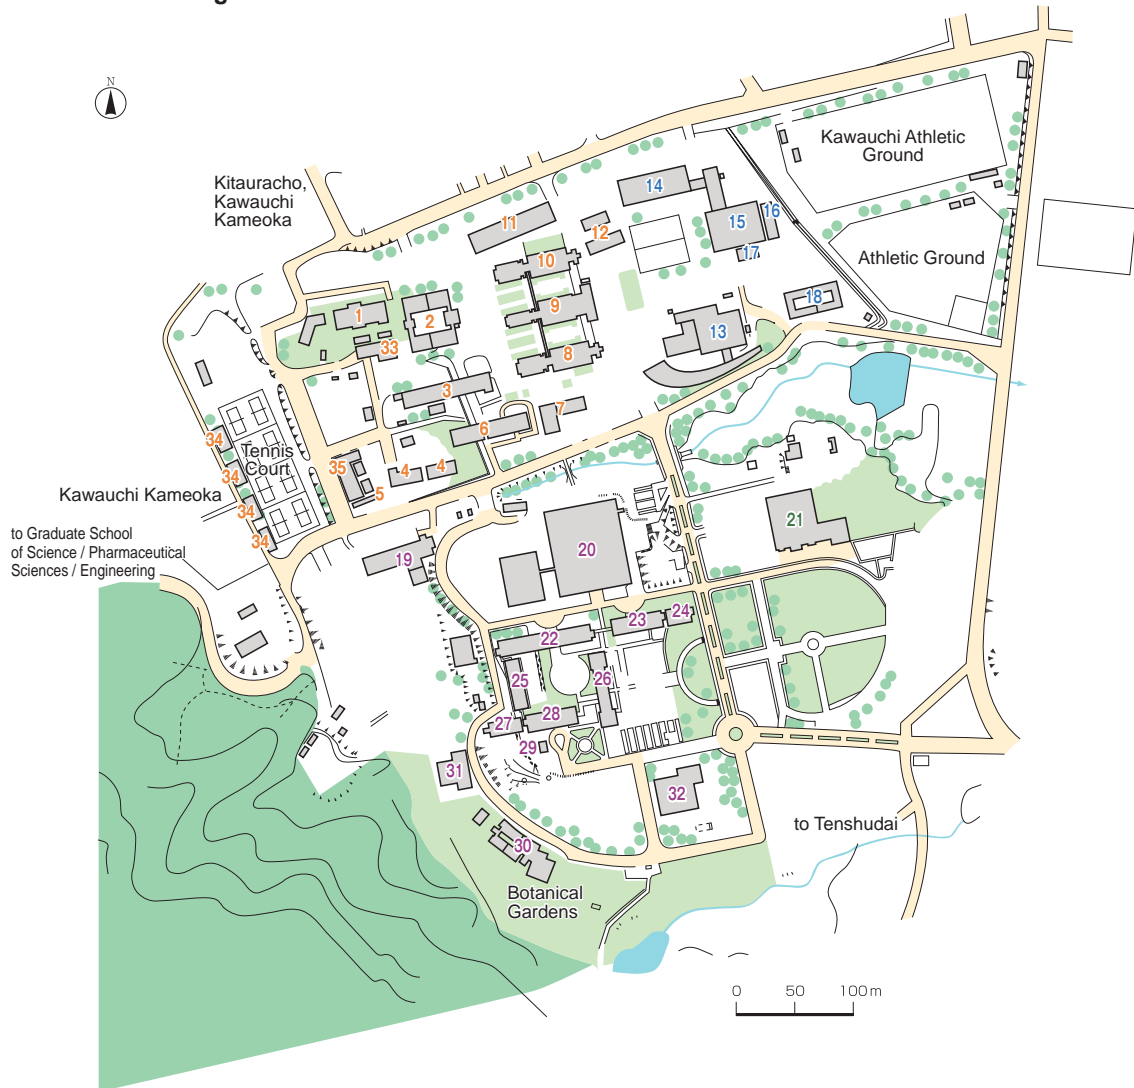 g
N
Kawauchi Athletic
Ground
Kitauracho,
Kawauchi
Kameoka
14
11
12
15
16
17
10
Athletic Ground
9
18
1
2
13
33
8
3
7
6
34
Tennis
Court
35
4
4
34
5
Kawauchi Kameoka
34
21
to Graduate School
of Science / Pharmaceutical
Sciences / Engineering
34
19
20
24
23
22
25
26
28
27
29
31
32
to Tenshudai
30
Botanical
Gardens
0 50 100m